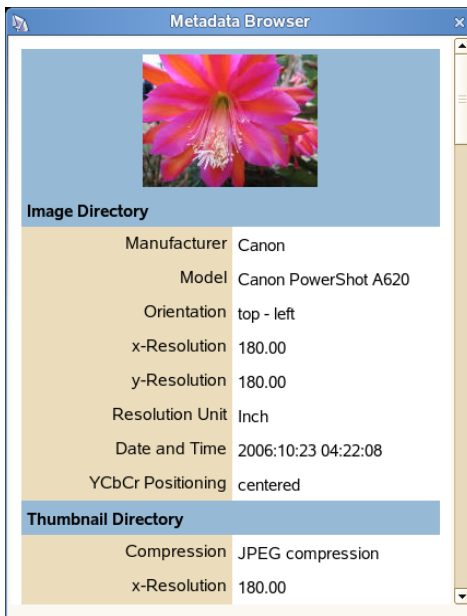 Metadata Browser
Image Directory
Manufacturer Canon
Model Canon PowerShot A620
Orientation top - left
x-Resolution 180.00
y-Resolution 180.00
Resolution Unit Inch
Date and Time 2006:10:23 04:22:08
YCbCr Positioning centered
Thumbnail Directory
Compression JPEG compression
x-Resolution 180.00